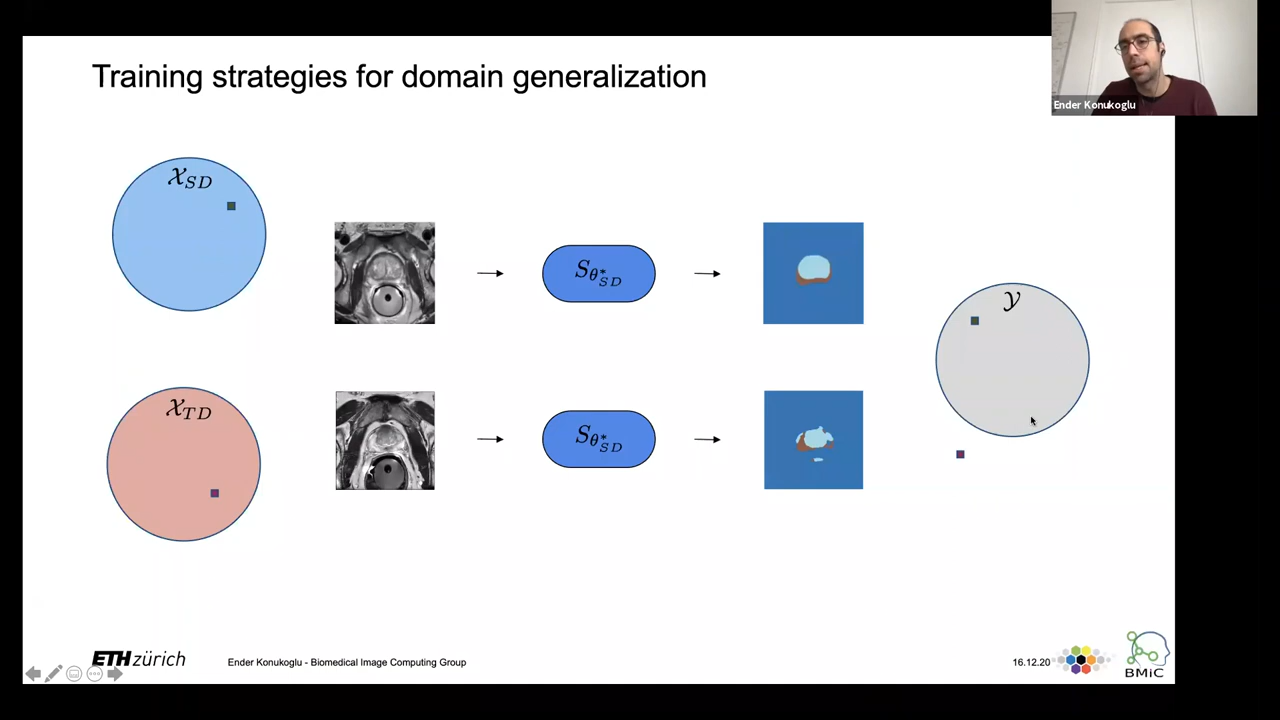 Training strategies for domain generalization
Ender Konukoglu
𝒳_SD
S_θ*_SD
𝒴
𝒳_TD
S_θ*_SD
ETH zürich
Ender Konukoglu - Biomedical Image Computing Group
16.12.20
BMiC